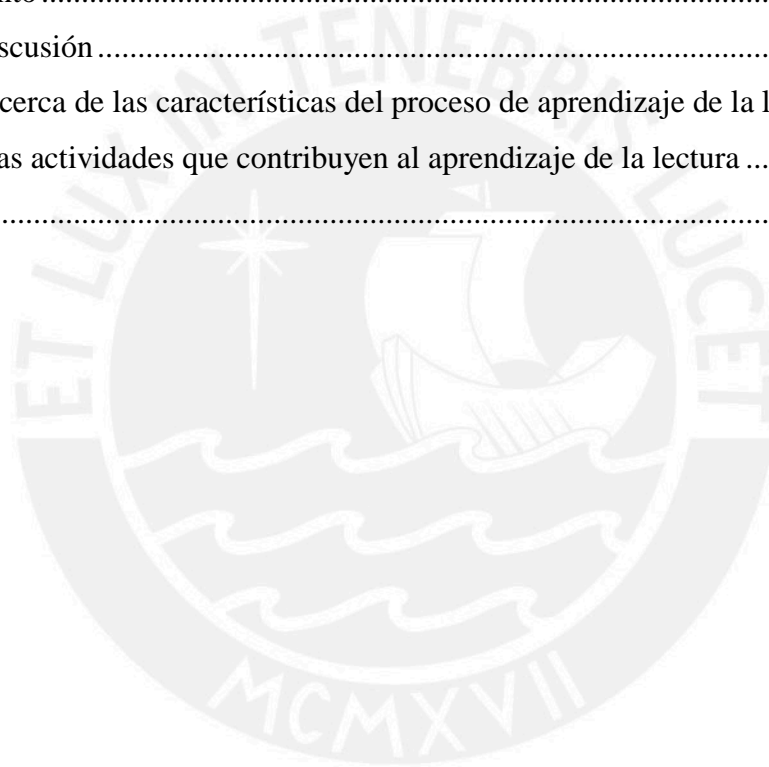 scusión ..........................................................................................
cerca de las características del proceso de aprendizaje de la
as actividades que contribuyen al aprendizaje de la lectura ...
..........................................................................................................
ET LUX IN TENEBRIS LUCET
MCMXVII